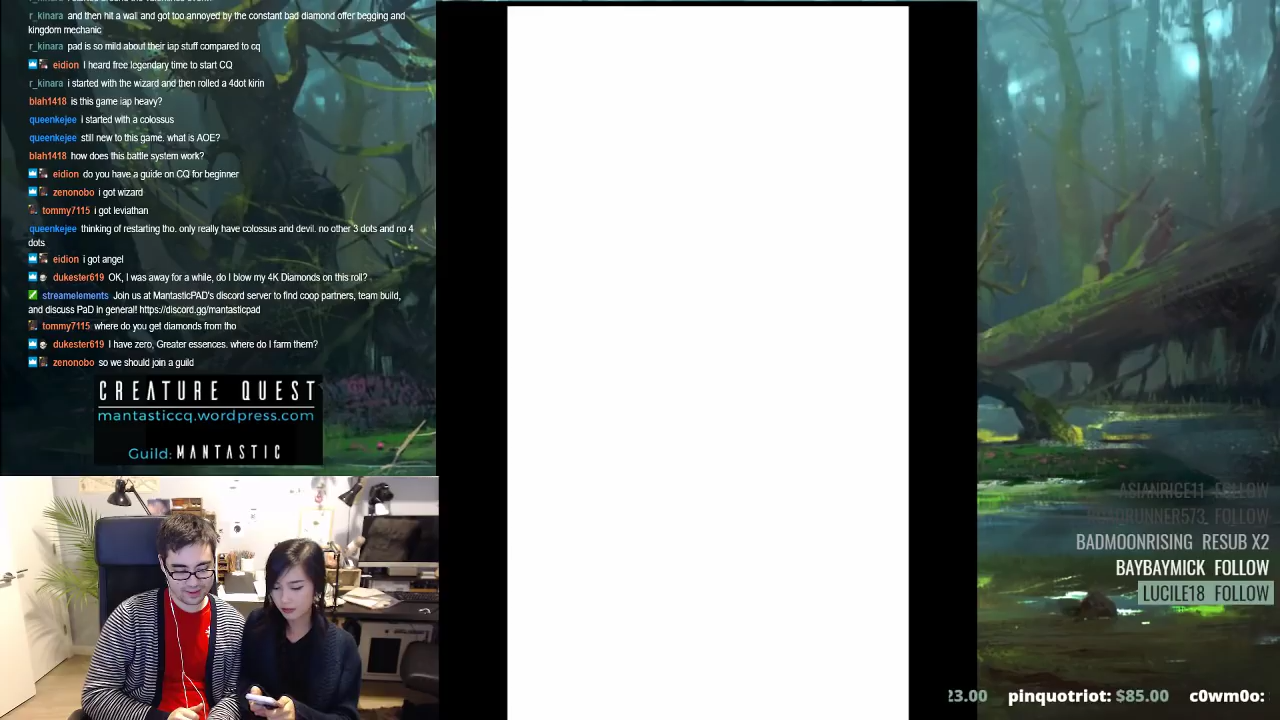 r_kinara and then hit a wall and got too annoyed by the constant bad diamond offer begging and
kingdom mechanic
r_kinara pad is so mild about their iap stuff compared to cq
eidion I heard free legendary time to start CQ
r_kinara i started with the wizard and then rolled a 4dot kirin
blah1418 is this game iap heavy?
queenkejee i started with a colossus
queenkejee still new to this game. what is AOE?
blah1418 how does this battle system work?
eidion do you have a guide on CQ for beginner
zenonobo i got wizard
tommy7115 i got leviathan
queenkejee thinking of restarting tho. only really have colossus and devil. no other 3 dots and no 4
dots
eidion i got angel
dukester619 OK, I was away for a while, do I blow my 4K Diamonds on this roll?
streamelements Join us at MantasticPAD's discord server to find coop partners, team build,
and discuss PaD in general! https://discord.gg/mantasticpad
tommy7115 where do you get diamonds from tho
dukester619 I have zero, Greater essences. where do I farm them?
zenonobo so we should join a guild
CREATURE QUEST
mantasticcq.wordpress.com
Guild: MANTASTIC
ASIANRICE11 FOLLOW
FOLLOW
BADMOONRISING RESUB X2
BAYBAYMICK FOLLOW
LUCILE18 FOLLOW
23.00 pinquotriot: $85.00 c0wm0o: